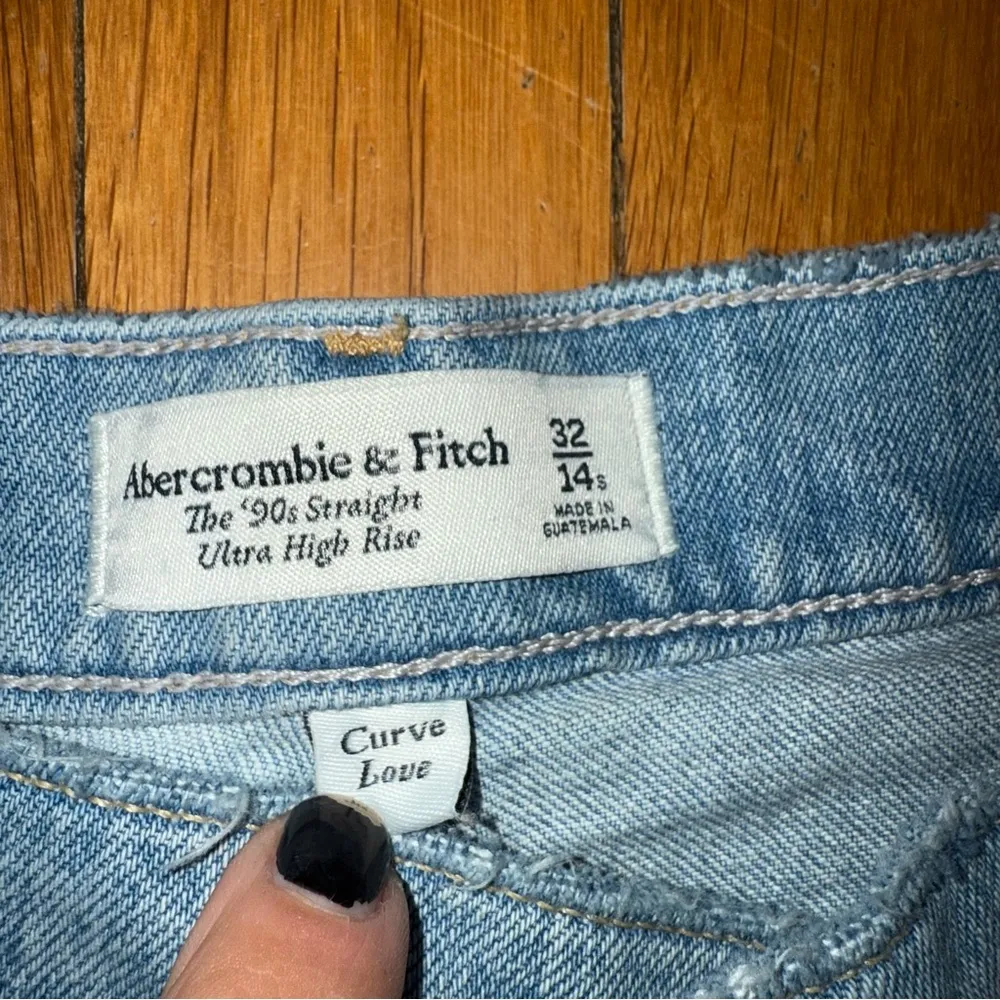 Abercrombie & Fitch
The '90s Straight
Ultra High Rise
32
14s
MADE IN
GUATEMALA
Curve
Love